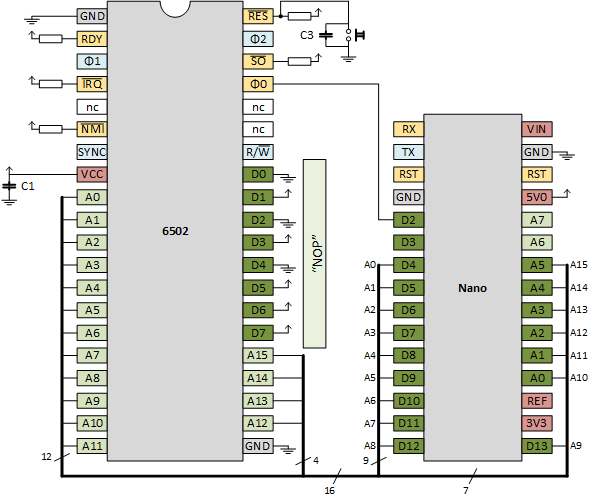 GND
RDY
Φ1
IRQ
nc
NMI
SYNC
VCC
A0
A1
A2
A3
A4
A5
A6
A7
A8
A9
A10
A11
C1
12
6502
RES
Φ2
SO
Φ0
nc
nc
R/W
D0
D1
D2
D3
D4
D5
D6
D7
A15
A14
A13
A12
GND
4
C3
"NOP"
16
RX
TX
RST
GND
D2
D3
A0 D4
A1 D5
A2 D6
A3 D7
A4 D8
A5 D9
A6 D10
A7 D11
A8 D12
9
Nano
VIN
GND
RST
5V0
A7
A6
A5 A15
A4 A14
A3 A13
A2 A12
A1 A11
A0 A10
REF
3V3
D13 A9
7